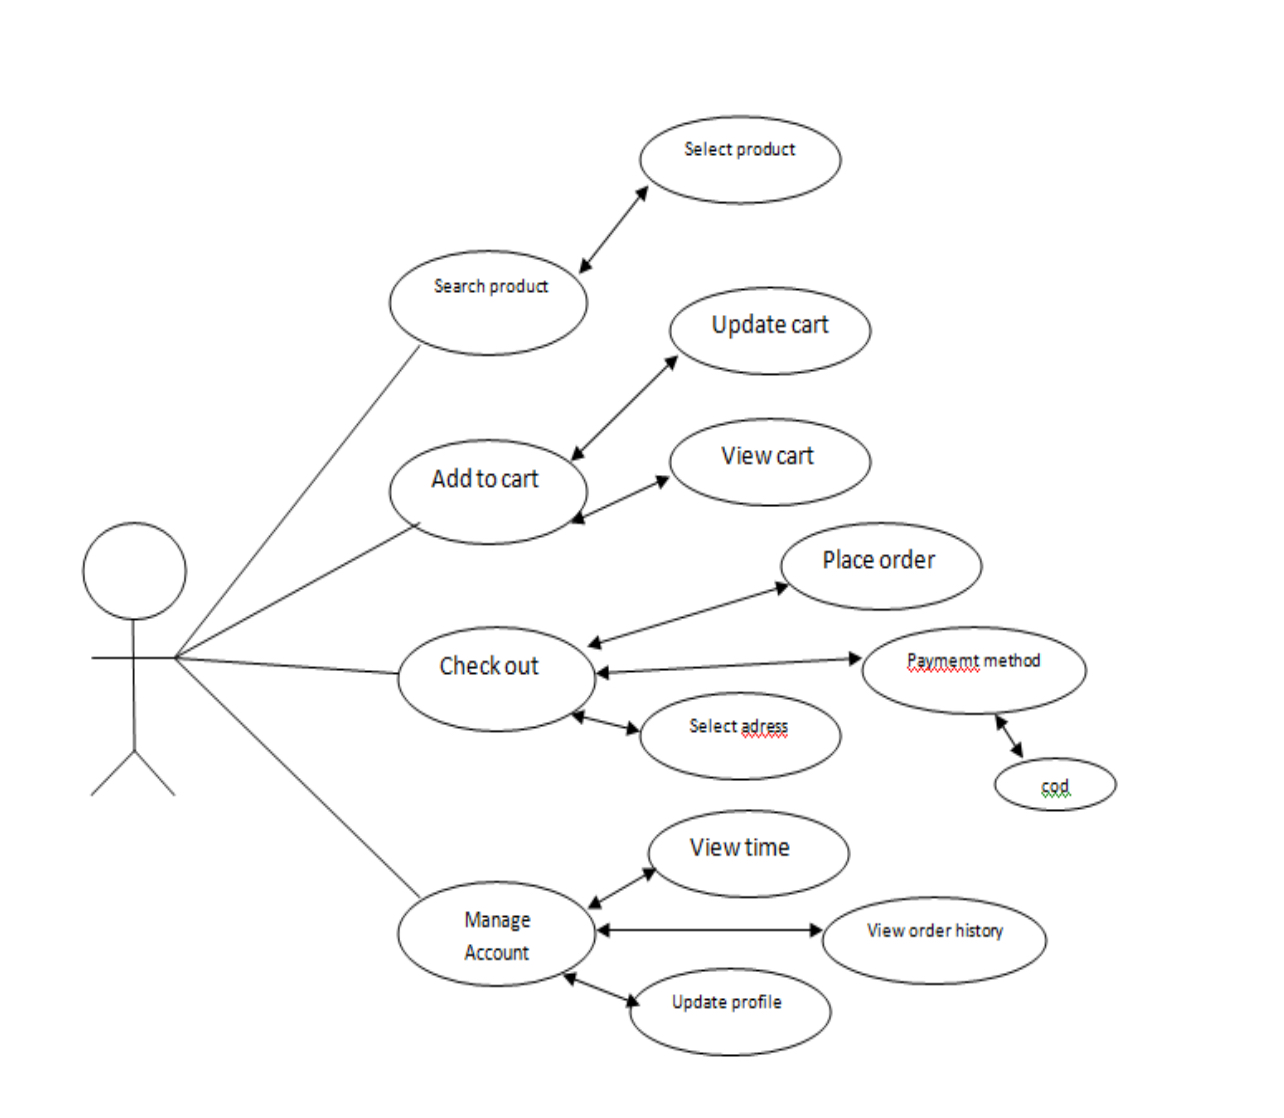 Select product
Search product
Update cart
View cart
Add to cart
Place order
Check out
Paymemt method
Select adress
cod
View time
Manage
Account
View order history
Update profile